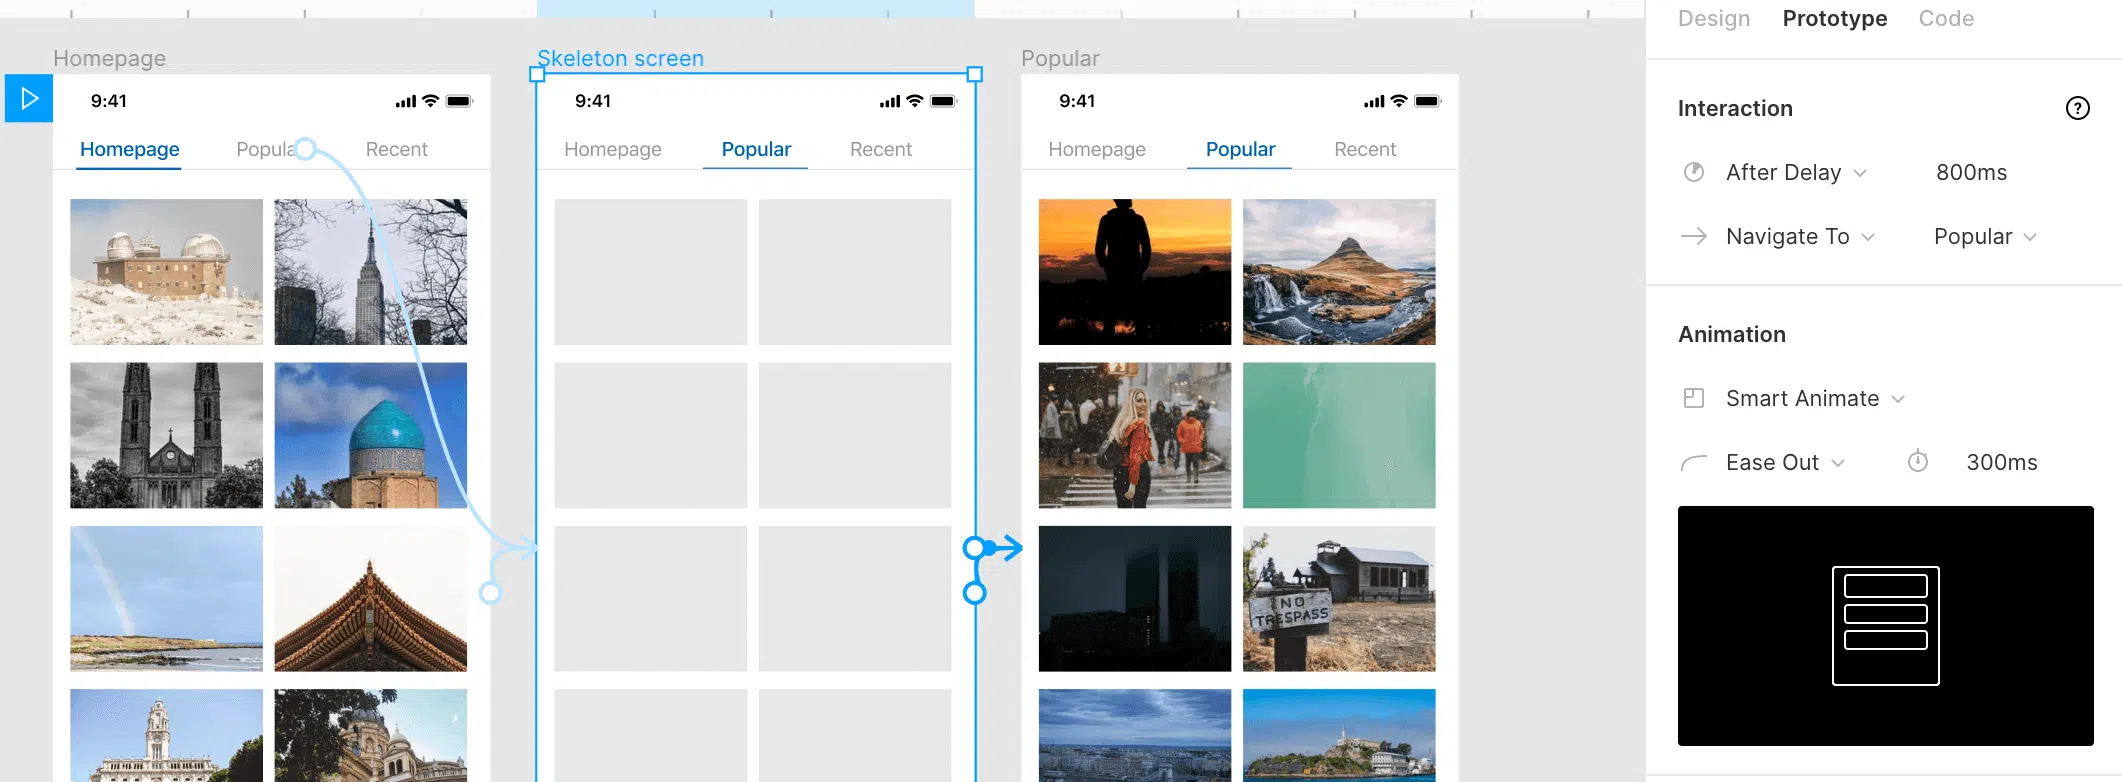 Design Prototype Code
Homepage
Skeleton screen
Popular
9:41
9:41
9:41
Homepage Popula Recent
Homepage Popular Recent
Homepage Popular Recent
NO
TRESPASS
Interaction
?
After Delay 800ms
Navigate To Popular
Animation
Smart Animate
Ease Out 300ms